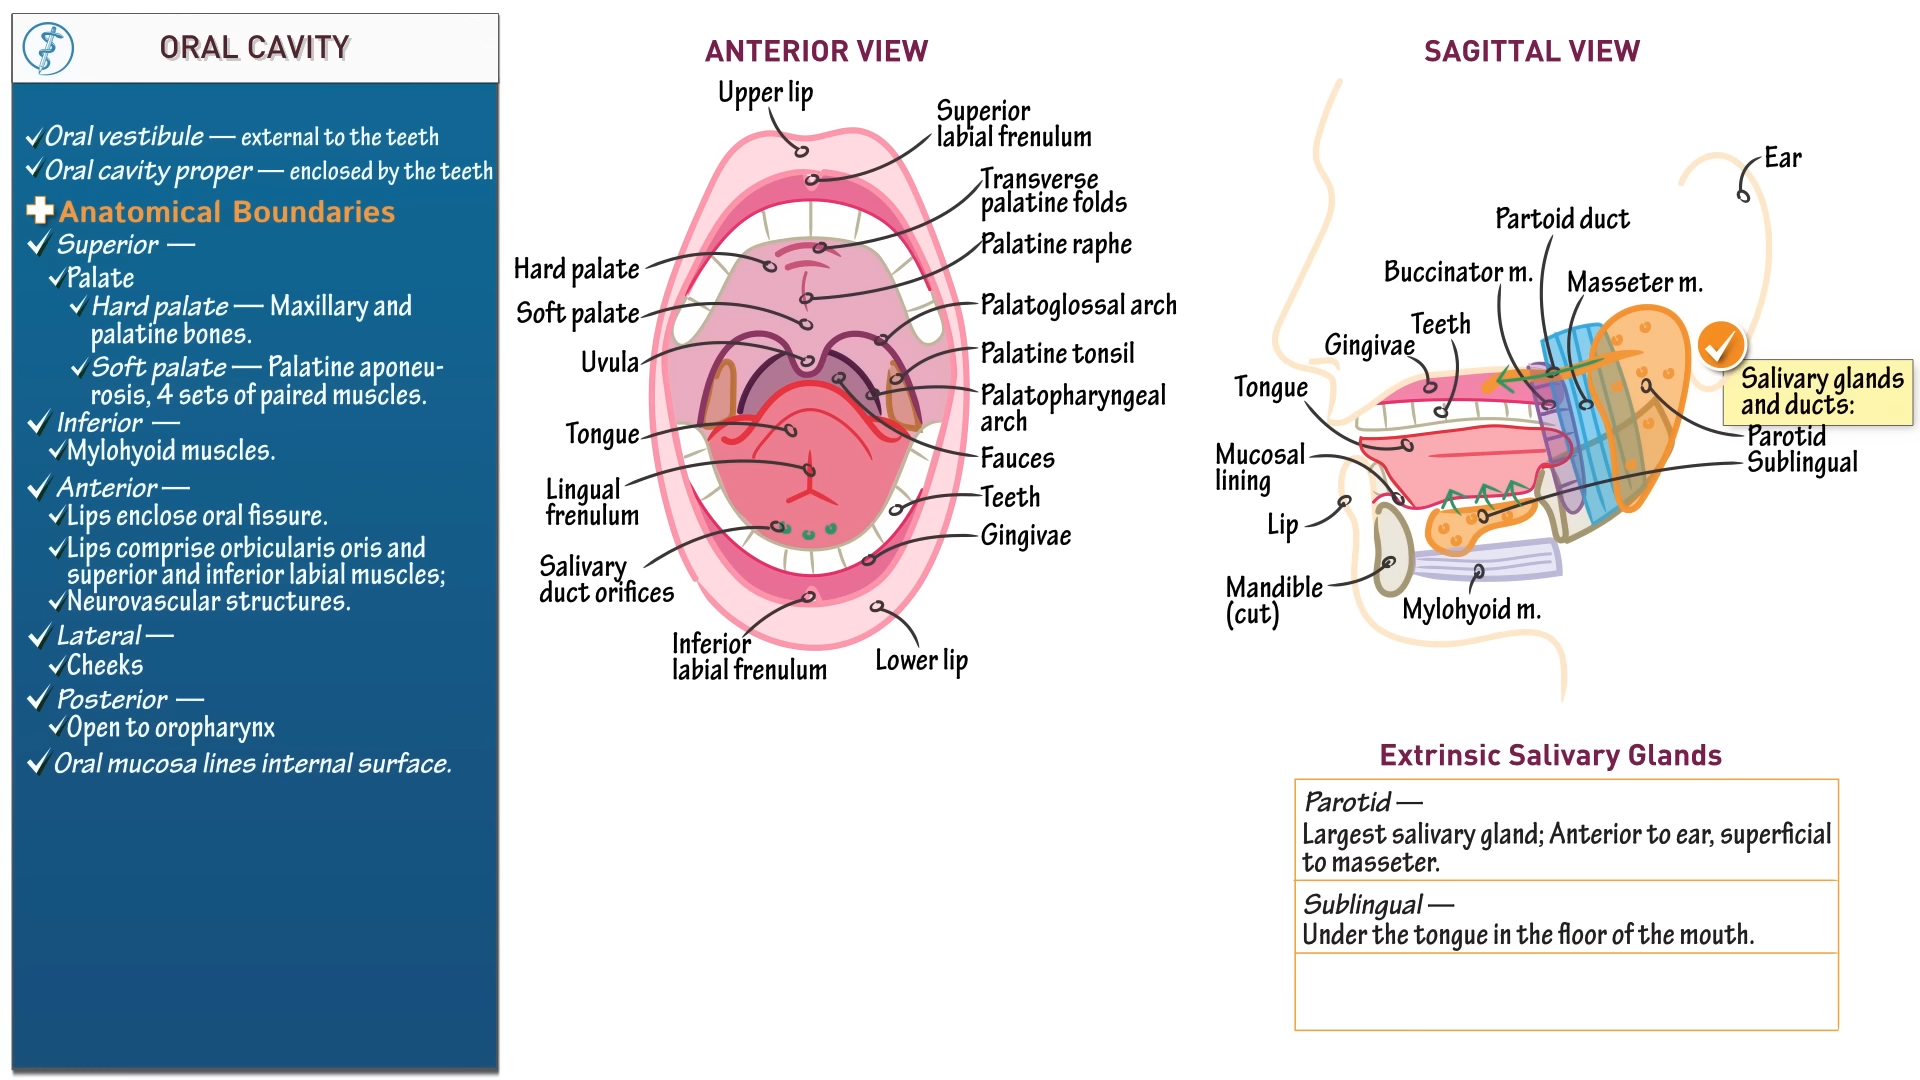 ORAL CAVITY
Oral vestibule — external to the teeth
Oral cavity proper — enclosed by the teeth
Anatomical Boundaries
Superior —
Palate
Hard palate — Maxillary and
palatine bones.
Soft palate — Palatine aponeu-
rosis, 4 sets of paired muscles.
Inferior —
Mylohyoid muscles.
Anterior —
Lips enclose oral fissure.
Lips comprise orbicularis oris and
superior and inferior labial muscles;
Neurovascular structures.
Lateral —
Cheeks
Posterior —
Open to oropharynx
Oral mucosa lines internal surface.
ANTERIOR VIEW
Upper lip
Superior
labial frenulum
Transverse
palatine folds
Palatine raphe
Hard palate
Soft palate
Palatoglossal arch
Uvula
Palatine tonsil
Palatopharyngeal
arch
Tongue
Fauces
Lingual
frenulum
Teeth
Gingivae
Salivary
duct orifices
Inferior
labial frenulum
Lower lip
SAGITTAL VIEW
Ear
Partoid duct
Buccinator m.
Masseter m.
Teeth
Gingivae
Tongue
Salivary glands
and ducts:
Parotid
Sublingual
Mucosal
lining
Lip
Mandible
(cut)
Mylohyoid m.
Extrinsic Salivary Glands
Parotid —
Largest salivary gland; Anterior to ear, superficial
to masseter.
Sublingual —
Under the tongue in the floor of the mouth.